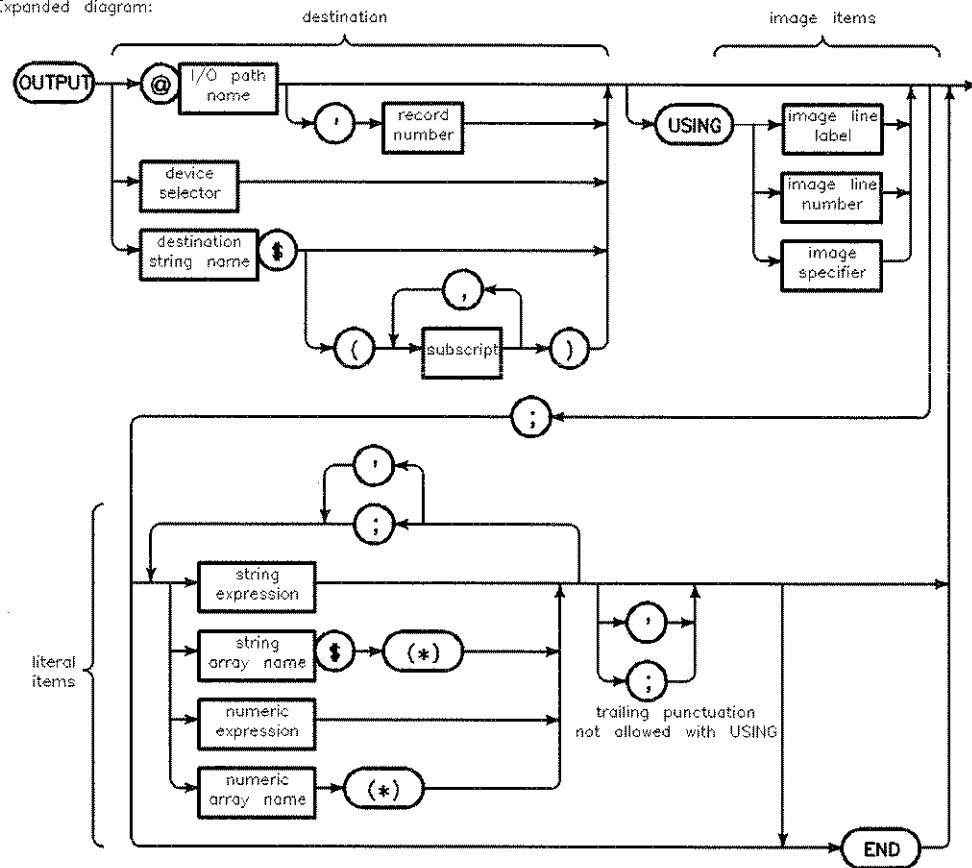 Expanded diagram:
destination
image items
OUTPUT
@
I/O path
name
,
record
number
USING
image line
label
device
selector
image line
number
destination
string name
$
image
specifier
,
(
subscript
)
;
,
;
string
expression
literal
items
string
array name
$
(*)
,
;
numeric
expression
trailing punctuation
not allowed with USING
numeric
array name
(*)
END